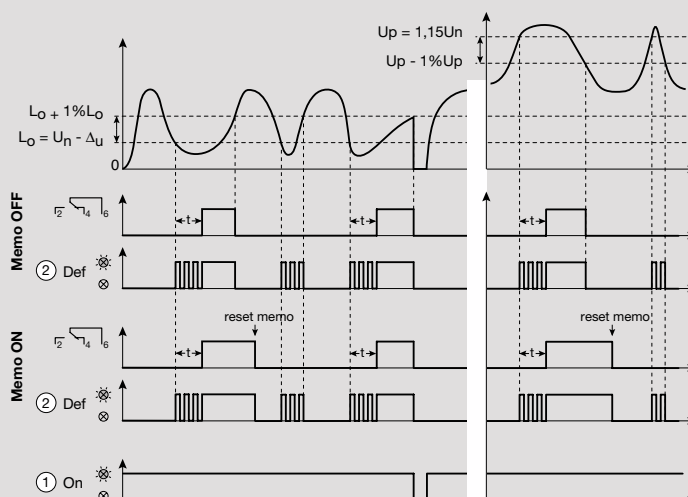 Up = 1,15Un
Up - 1%Up
Lo + 1%Lo
Lo = Un - Δu
0
Memo OFF
2 4 6
t t t
2 Def
Memo ON
reset memo reset memo
2 4 6
t t t
2 Def
1 On